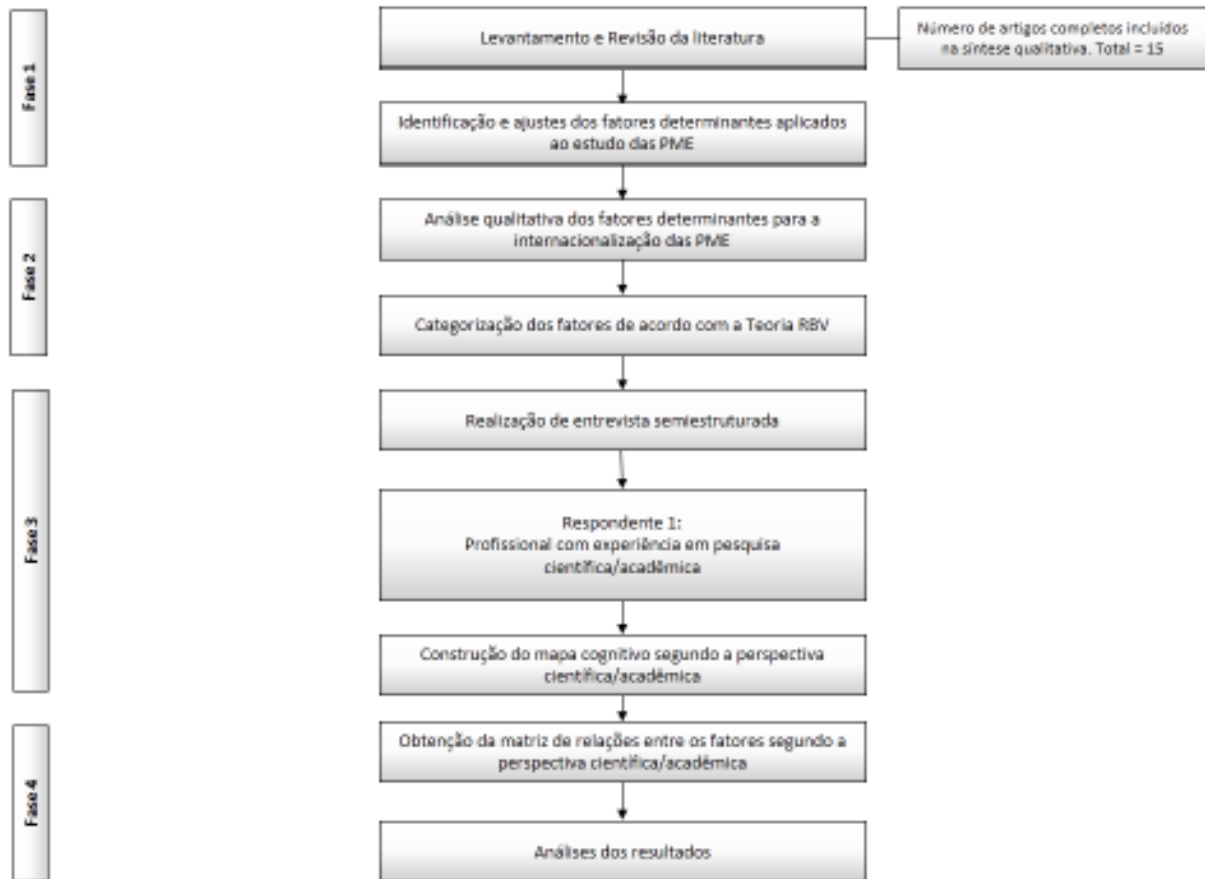 Fase 1
Levantamento e Revisão da literatura
Número de artigos completos incluídos
na síntese qualitativa. Total = 15
Identificação e ajustes dos fatores determinantes aplicados
ao estudo das PME
Fase 2
Análise qualitativa dos fatores determinantes para a
internacionalização das PME
Categorização dos fatores de acordo com a Teoria RBV
Fase 3
Realização de entrevista semiestruturada
Respondente 1:
Profissional com experiência em pesquisa
científica/acadêmica
Construção do mapa cognitivo segundo a perspectiva
científica/acadêmica
Fase 4
Obtenção da matriz de relações entre os fatores segundo a
perspectiva científica/acadêmica
Análises dos resultados